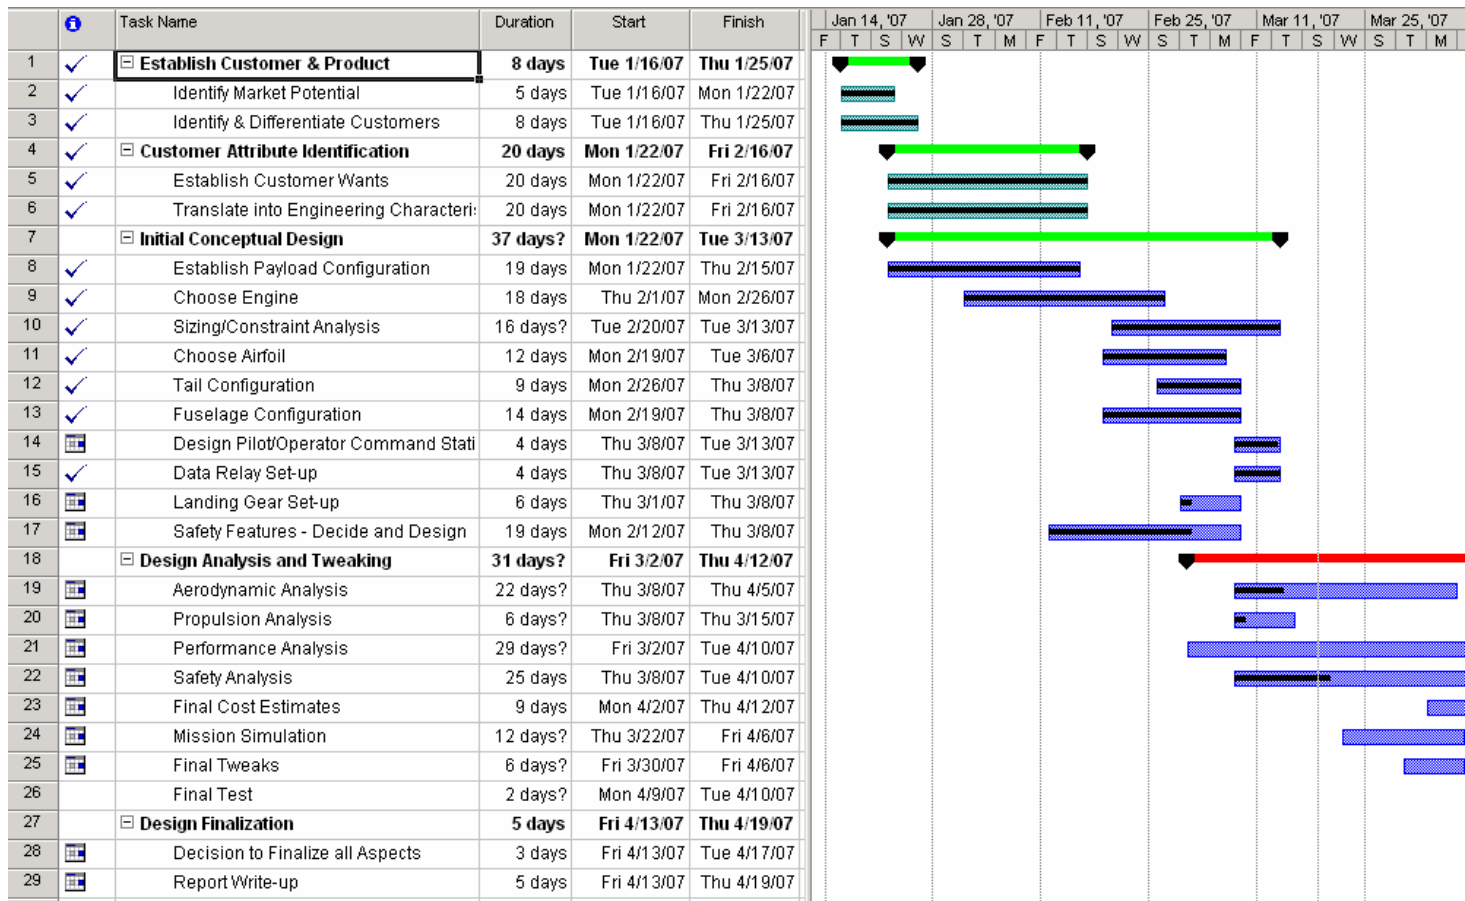 Task Name Duration Start Finish Jan 14, '07 Jan 28, '07 Feb 11, '07 Feb 25, '07 Mar 11, '07 Mar 25, '07
F T S W S T M F T S W S T M F T S W S T M
1 Establish Customer & Product 8 days Tue 1/16/07 Thu 1/25/07
2 Identify Market Potential 5 days Tue 1/16/07 Mon 1/22/07
3 Identify & Differentiate Customers 8 days Tue 1/16/07 Thu 1/25/07
4 Customer Attribute Identification 20 days Mon 1/22/07 Fri 2/16/07
5 Establish Customer Wants 20 days Mon 1/22/07 Fri 2/16/07
6 Translate into Engineering Characteri 20 days Mon 1/22/07 Fri 2/16/07
7 Initial Conceptual Design 37 days? Mon 1/22/07 Tue 3/13/07
8 Establish Payload Configuration 19 days Mon 1/22/07 Thu 2/15/07
9 Choose Engine 18 days Thu 2/1/07 Mon 2/26/07
10 Sizing/Constraint Analysis 16 days? Tue 2/20/07 Tue 3/13/07
11 Choose Airfoil 12 days Mon 2/19/07 Tue 3/6/07
12 Tail Configuration 9 days Mon 2/26/07 Thu 3/8/07
13 Fuselage Configuration 14 days Mon 2/19/07 Thu 3/8/07
14 Design Pilot/Operator Command Stati 4 days Thu 3/8/07 Tue 3/13/07
15 Data Relay Set-up 4 days Thu 3/8/07 Tue 3/13/07
16 Landing Gear Set-up 6 days Thu 3/1/07 Thu 3/8/07
17 Safety Features - Decide and Design 19 days Mon 2/12/07 Thu 3/8/07
18 Design Analysis and Tweaking 31 days? Fri 3/2/07 Thu 4/12/07
19 Aerodynamic Analysis 22 days? Thu 3/8/07 Thu 4/5/07
20 Propulsion Analysis 6 days? Thu 3/8/07 Thu 3/15/07
21 Performance Analysis 29 days? Fri 3/2/07 Tue 4/10/07
22 Safety Analysis 25 days Thu 3/8/07 Tue 4/10/07
23 Final Cost Estimates 9 days Mon 4/2/07 Thu 4/12/07
24 Mission Simulation 12 days? Thu 3/22/07 Fri 4/6/07
25 Final Tweaks 6 days? Fri 3/30/07 Fri 4/6/07
26 Final Test 2 days? Mon 4/9/07 Tue 4/10/07
27 Design Finalization 5 days Fri 4/13/07 Thu 4/19/07
28 Decision to Finalize all Aspects 3 days Fri 4/13/07 Tue 4/17/07
29 Report Write-up 5 days Fri 4/13/07 Thu 4/19/07